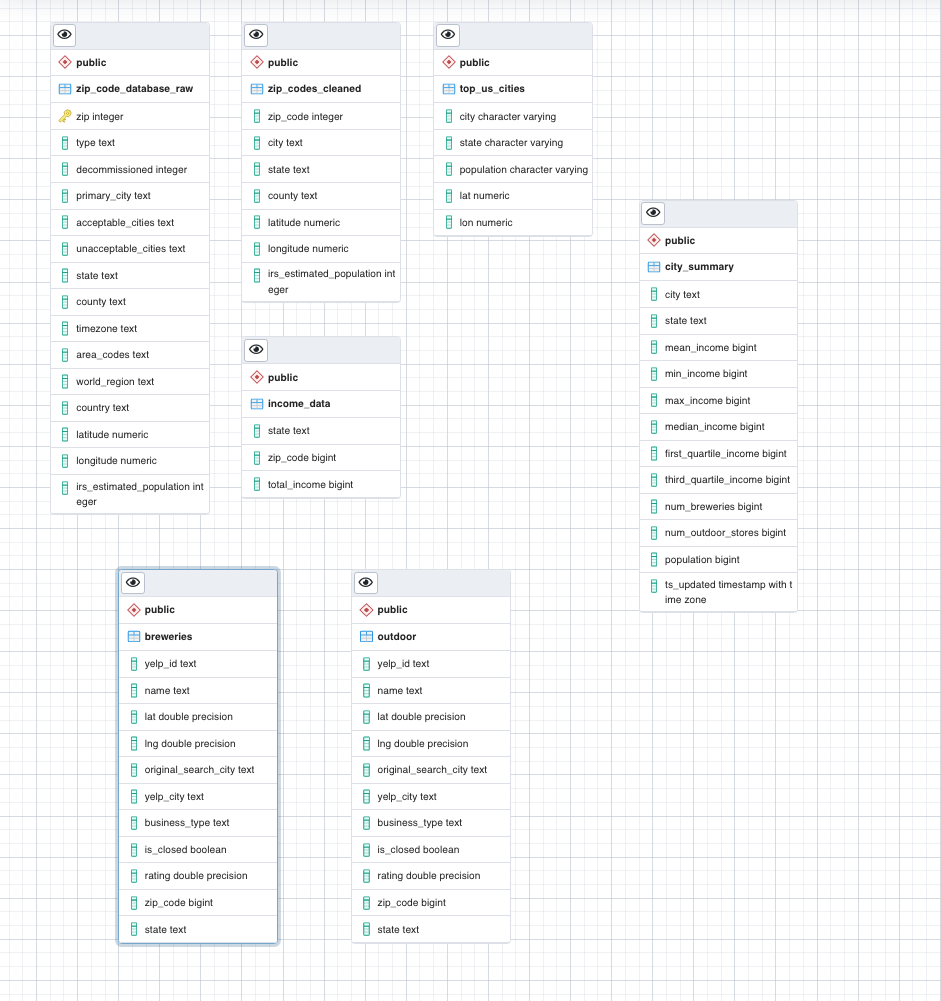 public
zip_code_database_raw
zip integer
type text
decommissioned integer
primary_city text
acceptable_cities text
unacceptable_cities text
state text
county text
timezone text
area_codes text
world_region text
country text
latitude numeric
longitude numeric
irs_estimated_population int
eger
public
zip_codes_cleaned
zip_code integer
city text
state text
county text
latitude numeric
longitude numeric
irs_estimated_population int
eger
public
top_us_cities
city character varying
state character varying
population character varying
lat numeric
lon numeric
public
income_data
state text
zip_code bigint
total_income bigint
public
city_summary
city text
state text
mean_income bigint
min_income bigint
max_income bigint
median_income bigint
first_quartile_income bigint
third_quartile_income bigint
num_breweries bigint
num_outdoor_stores bigint
population bigint
ts_updated timestamp with t
ime zone
public
breweries
yelp_id text
name text
lat double precision
lng double precision
original_search_city text
yelp_city text
business_type text
is_closed boolean
rating double precision
zip_code bigint
state text
public
outdoor
yelp_id text
name text
lat double precision
lng double precision
original_search_city text
yelp_city text
business_type text
is_closed boolean
rating double precision
zip_code bigint
state text